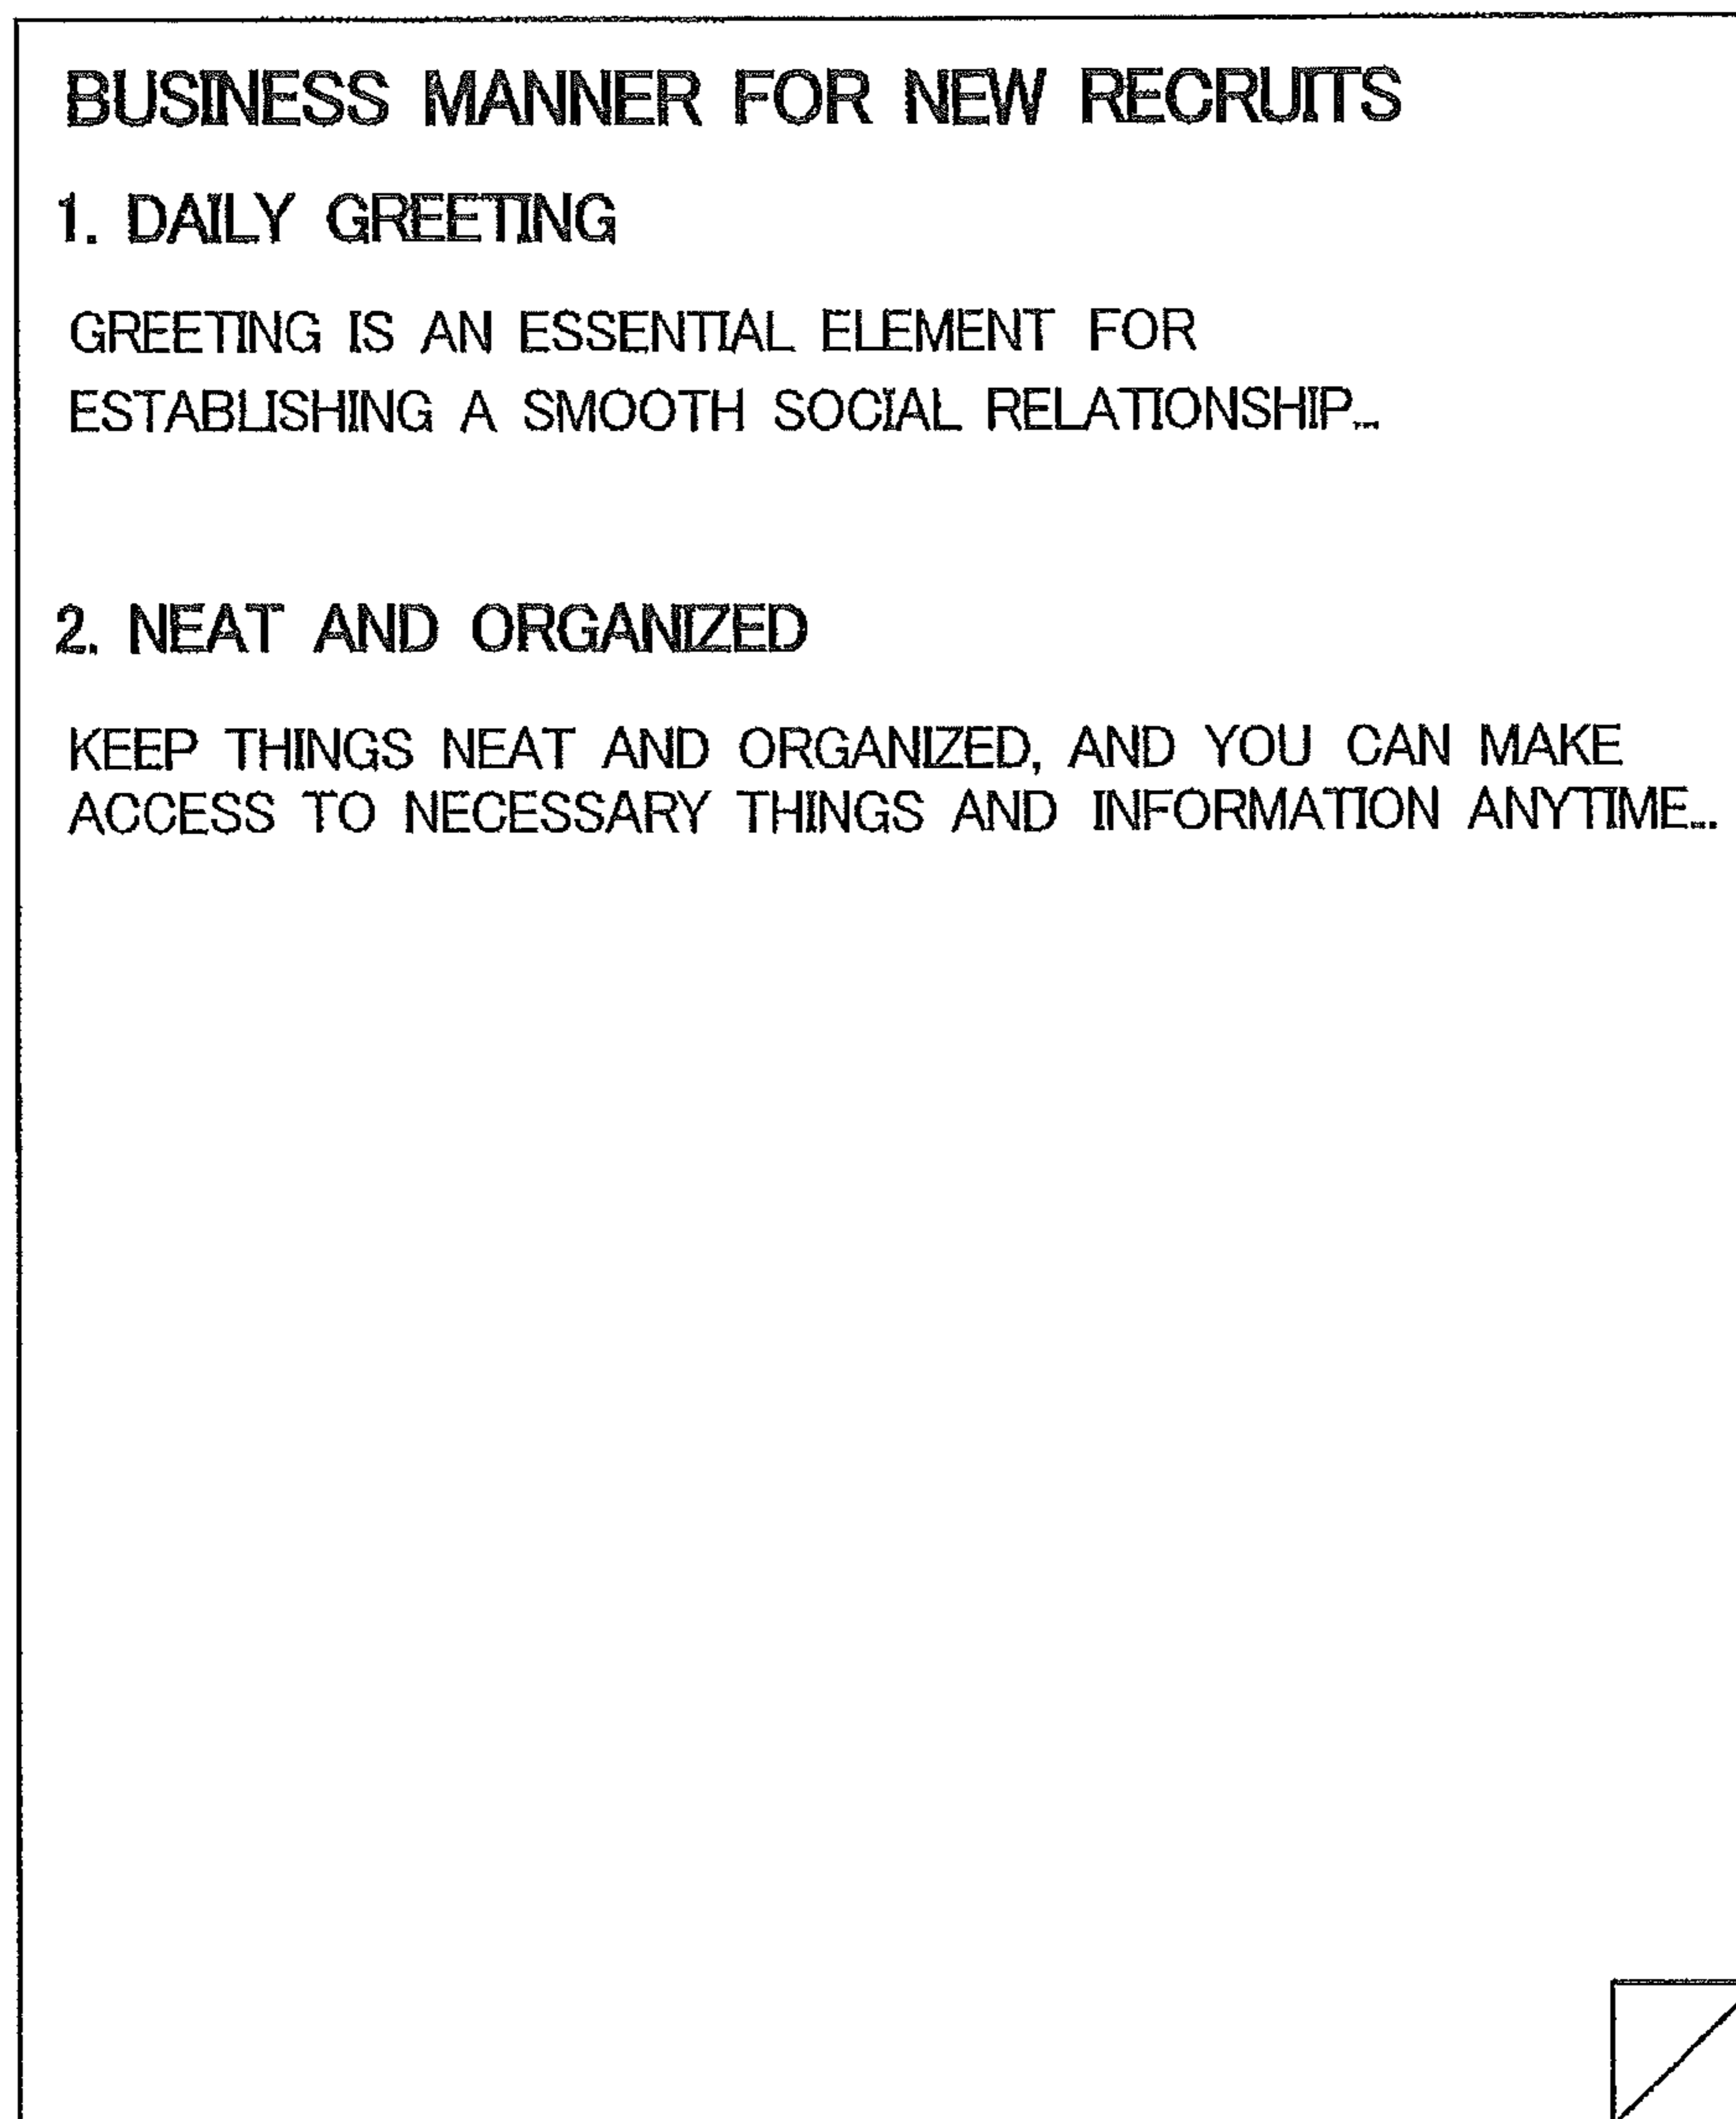 BUSINESS MANNER FOR NEW RECRUITS
1. DAILY GREETING
GREETING IS AN ESSENTIAL ELEMENT FOR
ESTABLISHING A SMOOTH SOCIAL RELATIONSHIP...
2. NEAT AND ORGANIZED
KEEP THINGS NEAT AND ORGANIZED, AND YOU CAN MAKE
ACCESS TO NECESSARY THINGS AND INFORMATION ANYTIME...